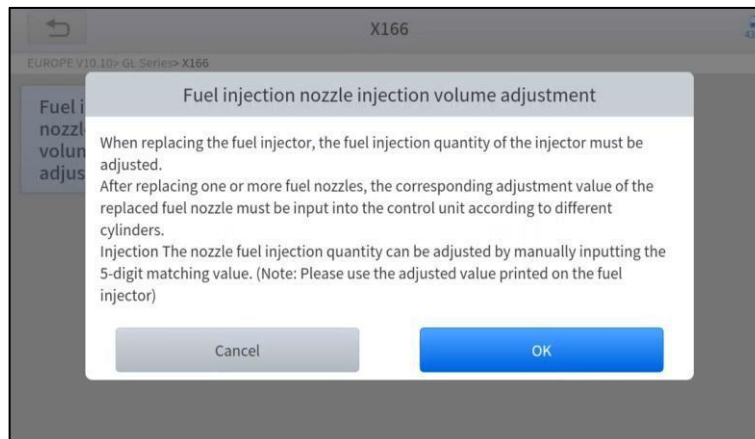 X166
43
EUROPE V10.10> GL Series> X166
Fuel i
nozzl
volun
adjus
Fuel injection nozzle injection volume adjustment
When replacing the fuel injector, the fuel injection quantity of the injector must be
adjusted.
After replacing one or more fuel nozzles, the corresponding adjustment value of the
replaced fuel nozzle must be input into the control unit according to different
cylinders.
Injection The nozzle fuel injection quantity can be adjusted by manually inputting the
5-digit matching value. (Note: Please use the adjusted value printed on the fuel
injector)
Cancel
OK